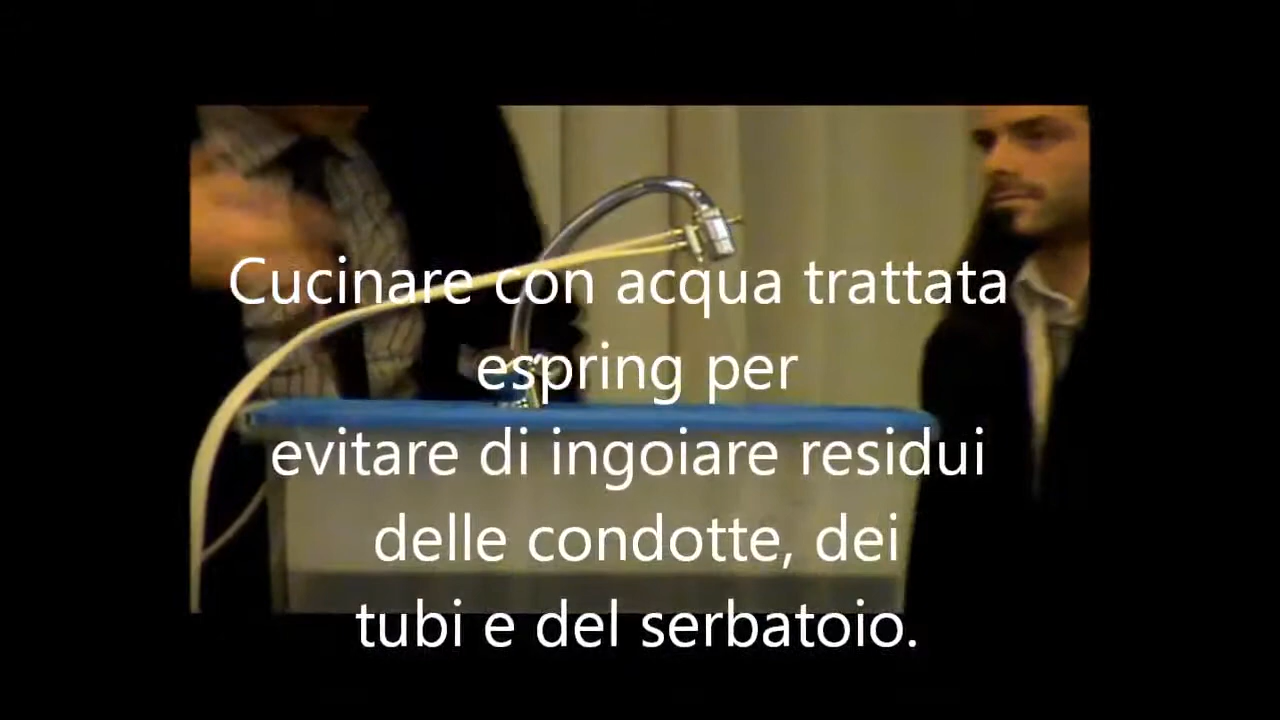 Cucinare con acqua trattata
espring per
evitare di ingoiare residui
delle condotte, dei
tubi e del serbatoio.